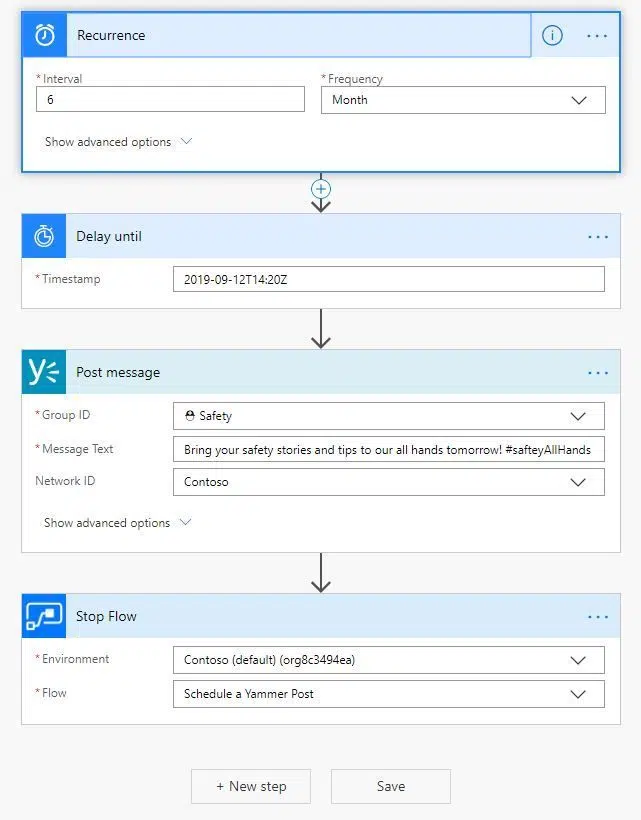 Recurrence
* Interval
* Frequency
6
Month
Show advanced options
Delay until
* Timestamp
2019-09-12T14:20Z
Post message
* Group ID
Safety
* Message Text
Bring your safety stories and tips to our all hands tomorrow! #safteyAllHands
Network ID
Contoso
Show advanced options
Stop Flow
* Environment
Contoso (default) (org8c3494ea)
* Flow
Schedule a Yammer Post
+ New step
Save